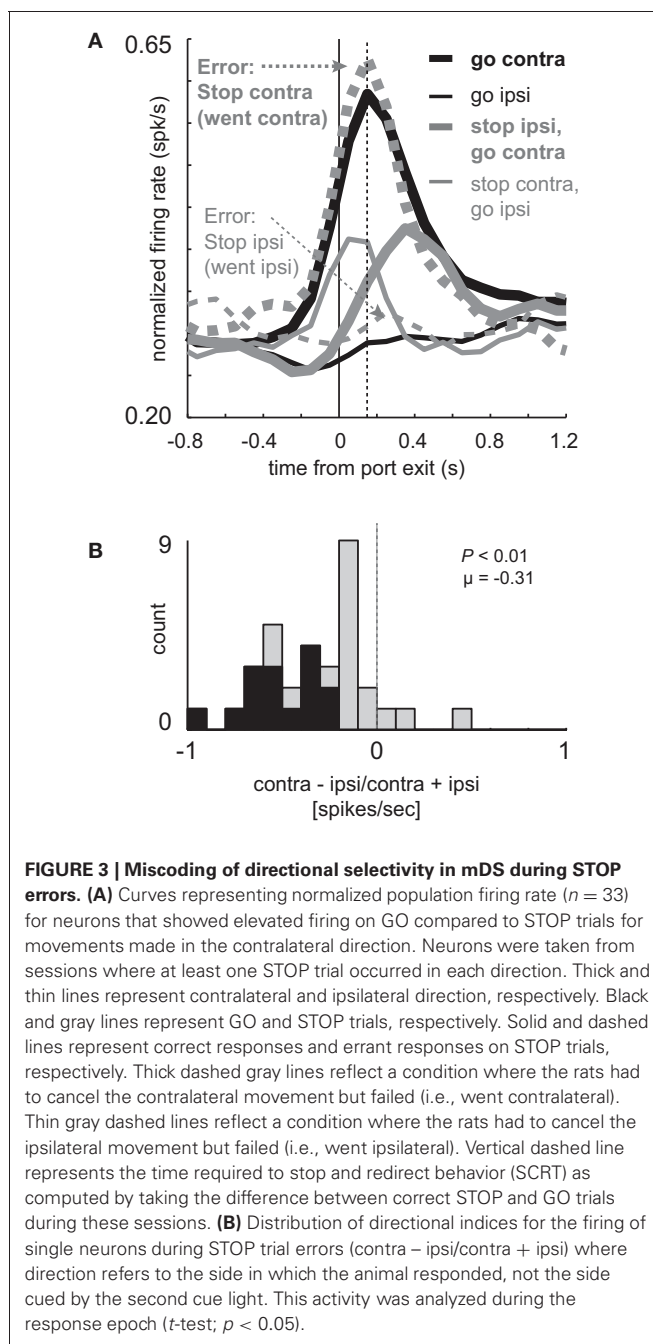 A
0.65
Error:
Stop contra
(went contra)
go contra
go ipsi
stop ipsi,
go contra
stop contra,
go ipsi
Error:
Stop ipsi
(went ipsi)
normalized firing rate (spk/s)
0.20
-0.8 -0.4 0 0.4 0.8 1.2
time from port exit (s)
B
9
P < 0.01
μ = -0.31
count
0
-1 0 1
contra - ipsi/contra + ipsi
[spikes/sec]
FIGURE 3 | Miscoding of directional selectivity in mDS during STOP
errors. (A) Curves representing normalized population firing rate (n = 33)
for neurons that showed elevated firing on GO compared to STOP trials for
movements made in the contralateral direction. Neurons were taken from
sessions where at least one STOP trial occurred in each direction. Thick and
thin lines represent contralateral and ipsilateral direction, respectively. Black
and gray lines represent GO and STOP trials, respectively. Solid and dashed
lines represent correct responses and errant responses on STOP trials,
respectively. Thick dashed gray lines reflect a condition where the rats had
to cancel the contralateral movement but failed (i.e., went contralateral).
Thin gray dashed lines reflect a condition where the rats had to cancel the
ipsilateral movement but failed (i.e., went ipsilateral). Vertical dashed line
represents the time required to stop and redirect behavior (SCRT) as
computed by taking the difference between correct STOP and GO trials
during these sessions. (B) Distribution of directional indices for the firing of
single neurons during STOP trial errors (contra – ipsi/contra + ipsi) where
direction refers to the side in which the animal responded, not the side
cued by the second cue light. This activity was analyzed during the
response epoch (t-test; p < 0.05).